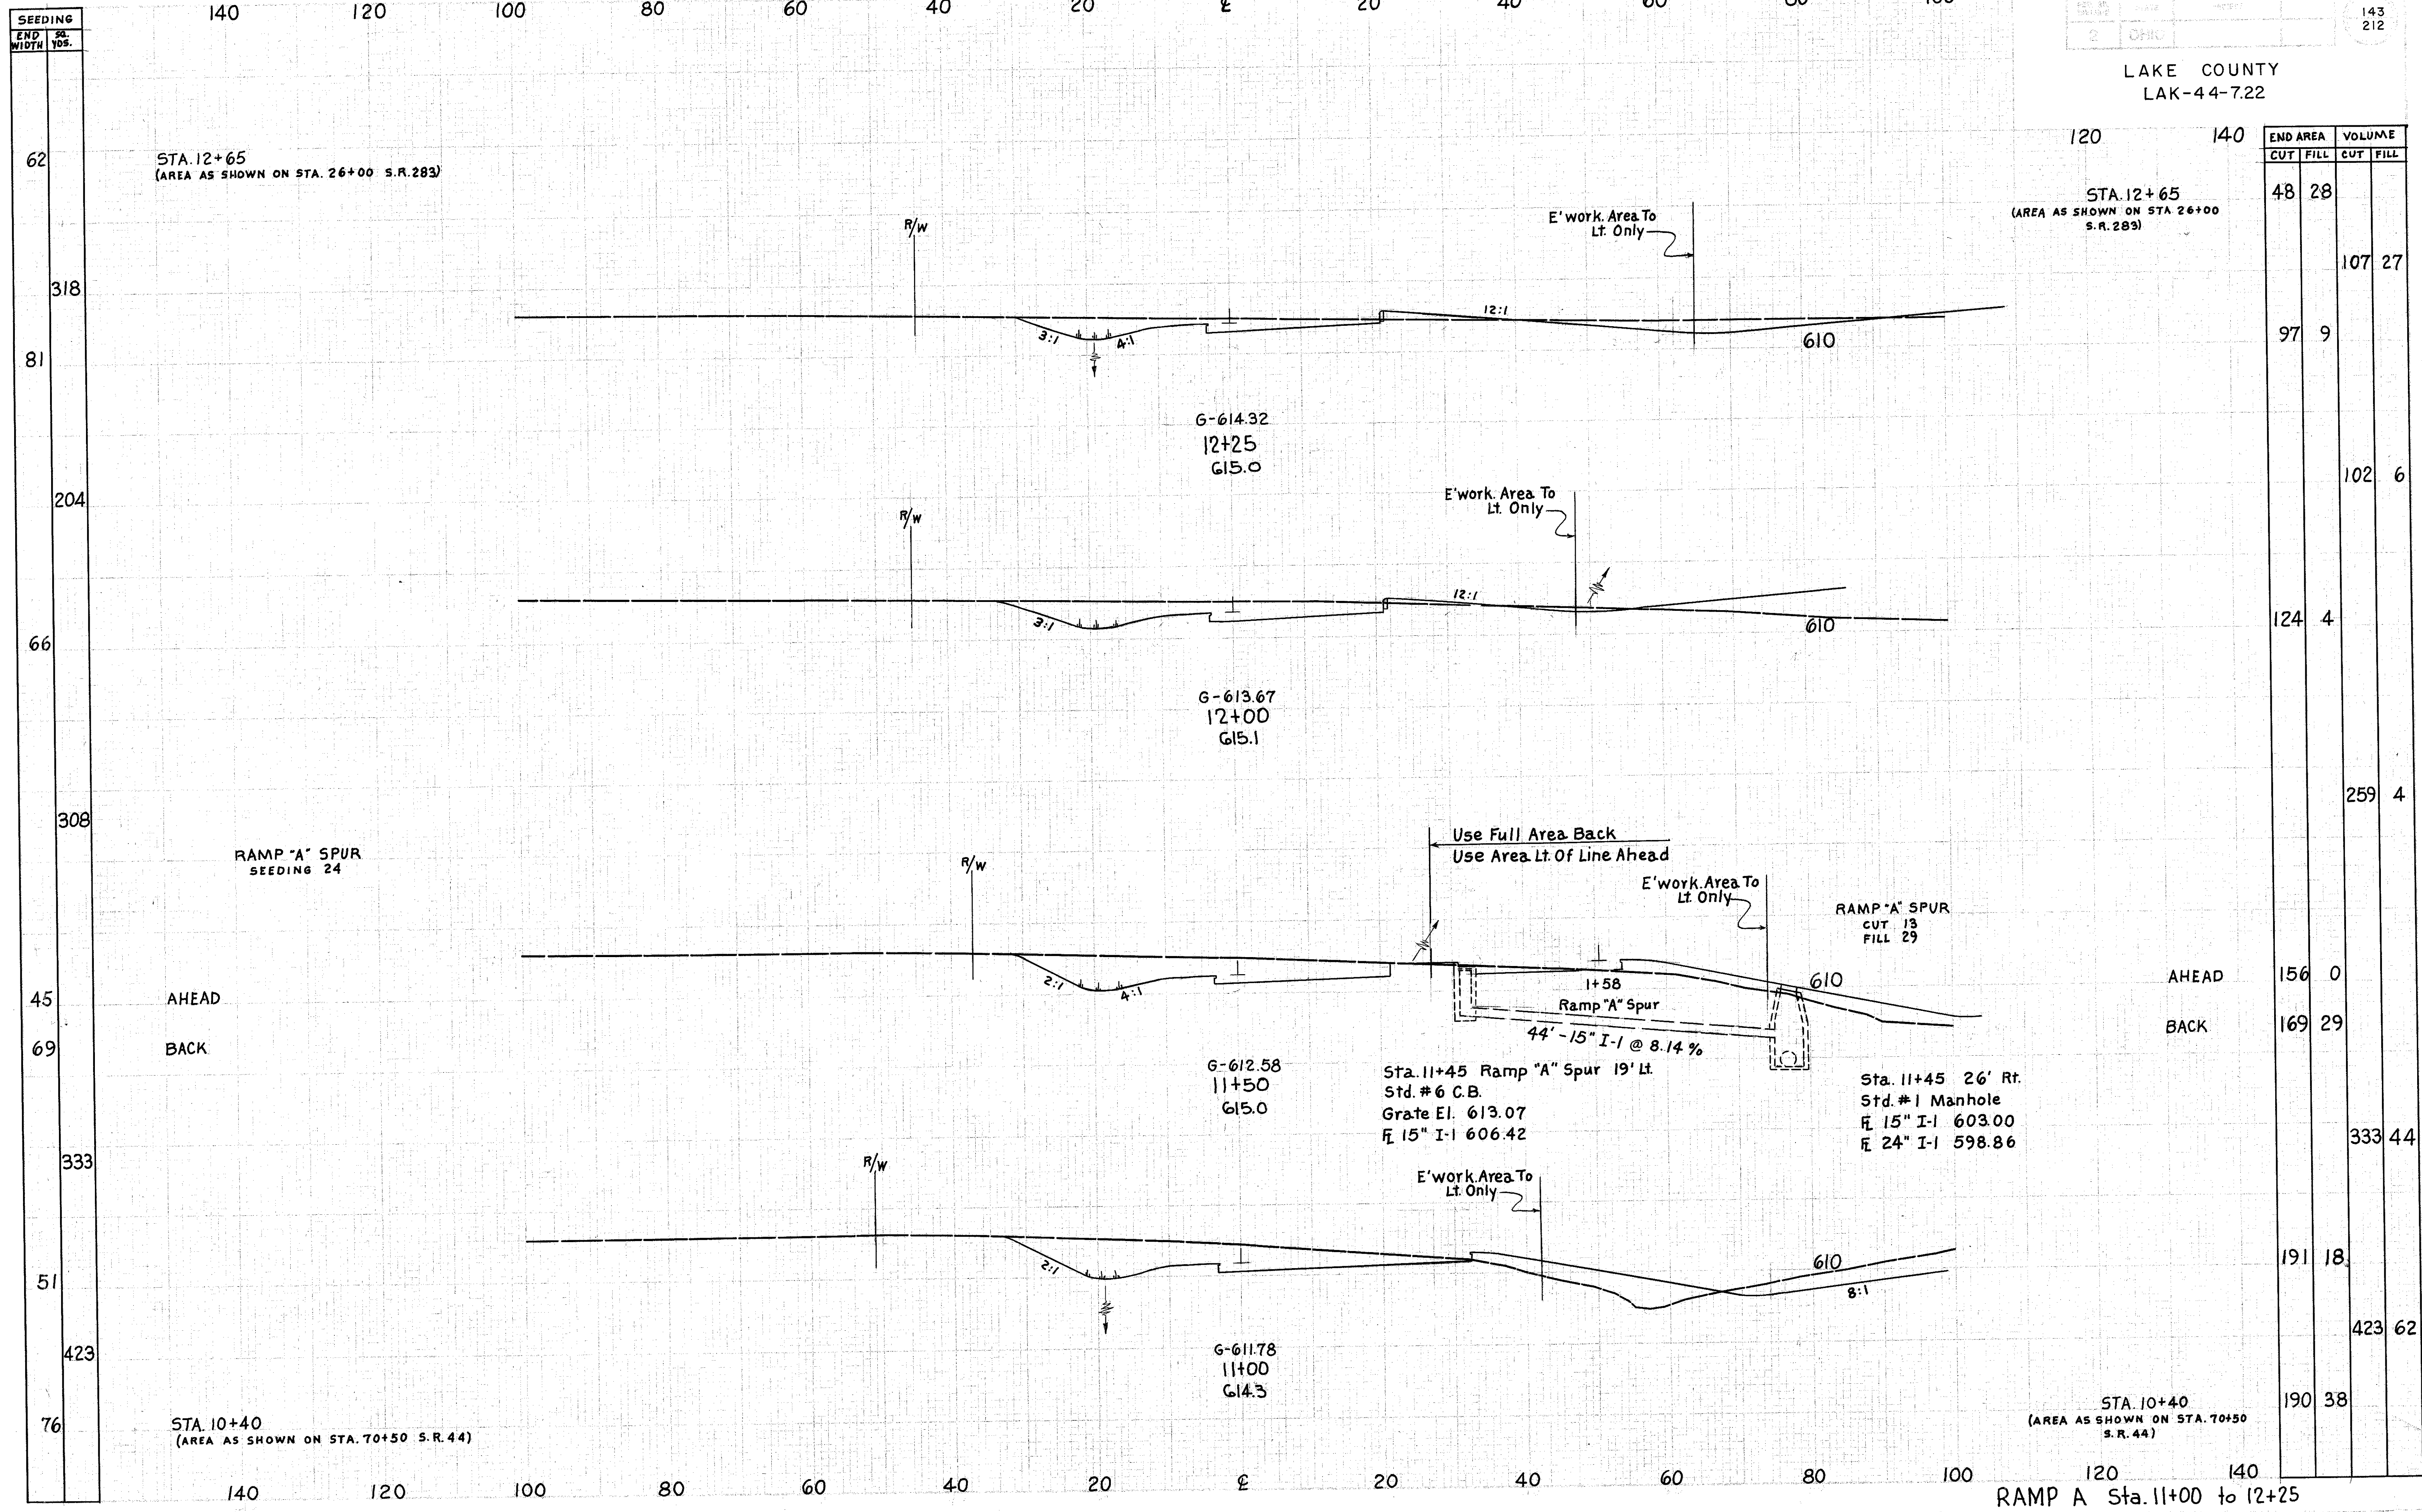 SEEDING
END WIDTH SQ. YDS.
140 120 100 80 60 40 20 ℄ 20 40 60 80 100
143
212
2 OHIO
LAKE COUNTY
LAK-44-7.22
120 140
END AREA VOLUME
CUT FILL CUT FILL
62
STA. 12+65
(AREA AS SHOWN ON STA. 26+00 S.R.283)
STA. 12+65
(AREA AS SHOWN ON STA 26+00
S.R. 283)
48 28
107 27
318
R/W
E'work. Area To
Lt. Only
12:1
3:1
4:1
610
97 9
81
G-614.32
12+25
615.0
102 6
204
R/W
E'work. Area To
Lt. Only
12:1
3:1
610
124 4
66
G-613.67
12+00
615.1
259 4
308
RAMP "A" SPUR
SEEDING 24
R/W
Use Full Area Back
Use Area Lt. Of Line Ahead
E'work. Area To
Lt. Only
RAMP "A" SPUR
CUT 13
FILL 29
2:1
4:1
1+58
610
Ramp "A" Spur
44' - 15" I-1 @ 8.14 %
45 AHEAD
AHEAD 156 0
69 BACK
BACK 169 29
G-612.58
11+50
615.0
Sta. 11+45 Ramp "A" Spur 19' Lt.
Std. #6 C.B.
Grate El. 613.07
FL 15" I-1 606.42
Sta. 11+45 26' Rt.
Std. #1 Manhole
FL 15" I-1 603.00
FL 24" I-1 598.86
333 44
333
R/W
E'work. Area To
Lt. Only
2:1
610
8:1
191 18
51
423 62
423
G-611.78
11+00
614.3
76
STA. 10+40
(AREA AS SHOWN ON STA. 70+50 S.R. 44)
STA. 10+40
(AREA AS SHOWN ON STA. 70+50
S.R. 44)
190 38
140 120 100 80 60 40 20 ℄ 20 40 60 80 100 120 140
RAMP A Sta. 11+00 to 12+25